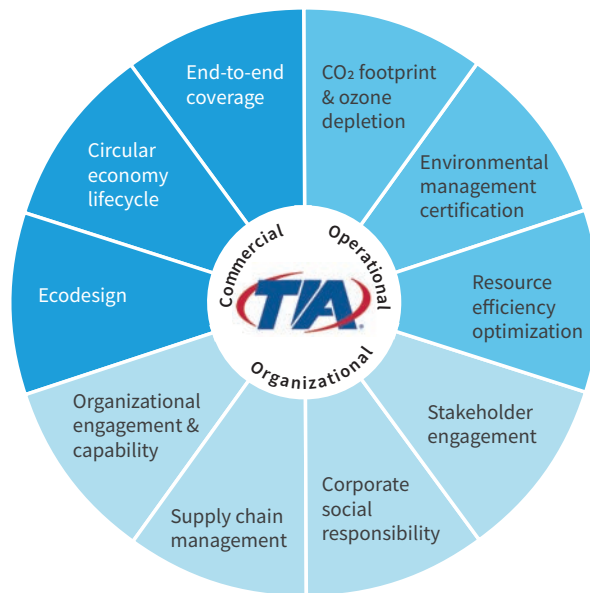 End-to-end
coverage
CO₂ footprint
& ozone
depletion
Circular
economy
lifecycle
Environmental
management
certification
Commercial
Operational
TIA
Organizational
Ecodesign
Resource
efficiency
optimization
Organizational
engagement &
capability
Stakeholder
engagement
Supply chain
management
Corporate
social
responsibility